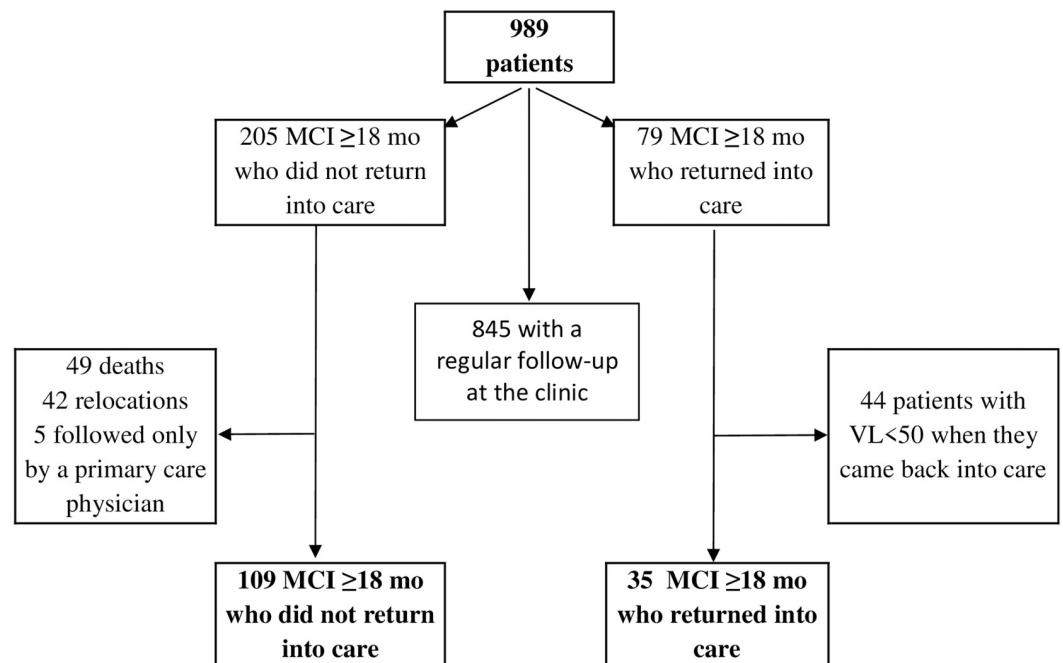 989
patients
205 MCI ≥18 mo
who did not return
into care
79 MCI ≥18 mo
who returned into
care
845 with a
regular follow-up
at the clinic
49 deaths
42 relocations
5 followed only
by a primary care
physician
44 patients with
VL<50 when they
came back into care
109 MCI ≥18 mo
who did not return
into care
35 MCI ≥18 mo
who returned into
care